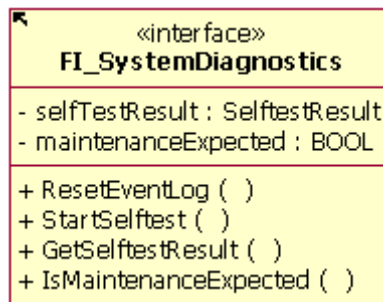 «interface»
FI_SystemDiagnostics
- selfTestResult : SelftestResult
- maintenanceExpected : BOOL
+ ResetEventLog ( )
+ StartSelftest ( )
+ GetSelftestResult ( )
+ IsMaintenanceExpected ( )